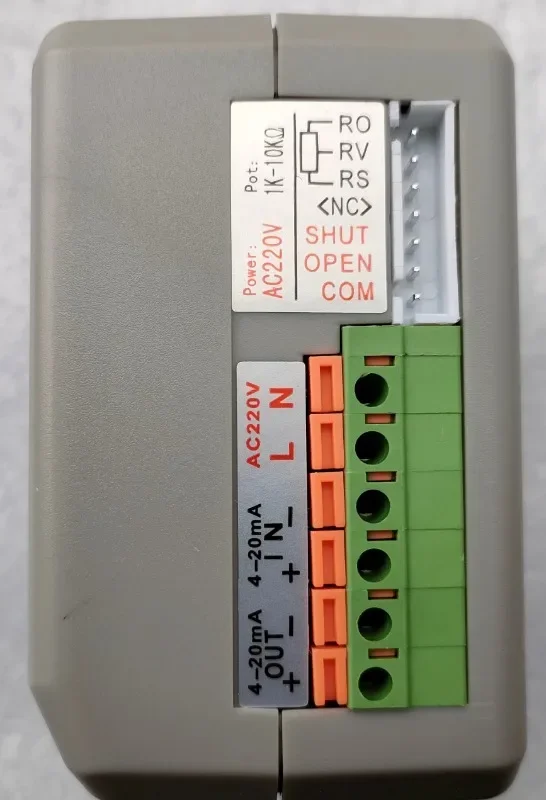 Power:
AC220V
Pot:
1K-10KΩ
RO
RV
RS
<NC>
SHUT
OPEN
COM
AC220V
L N
4-20mA
IN
+ -
4-20mA
OUT
+ -